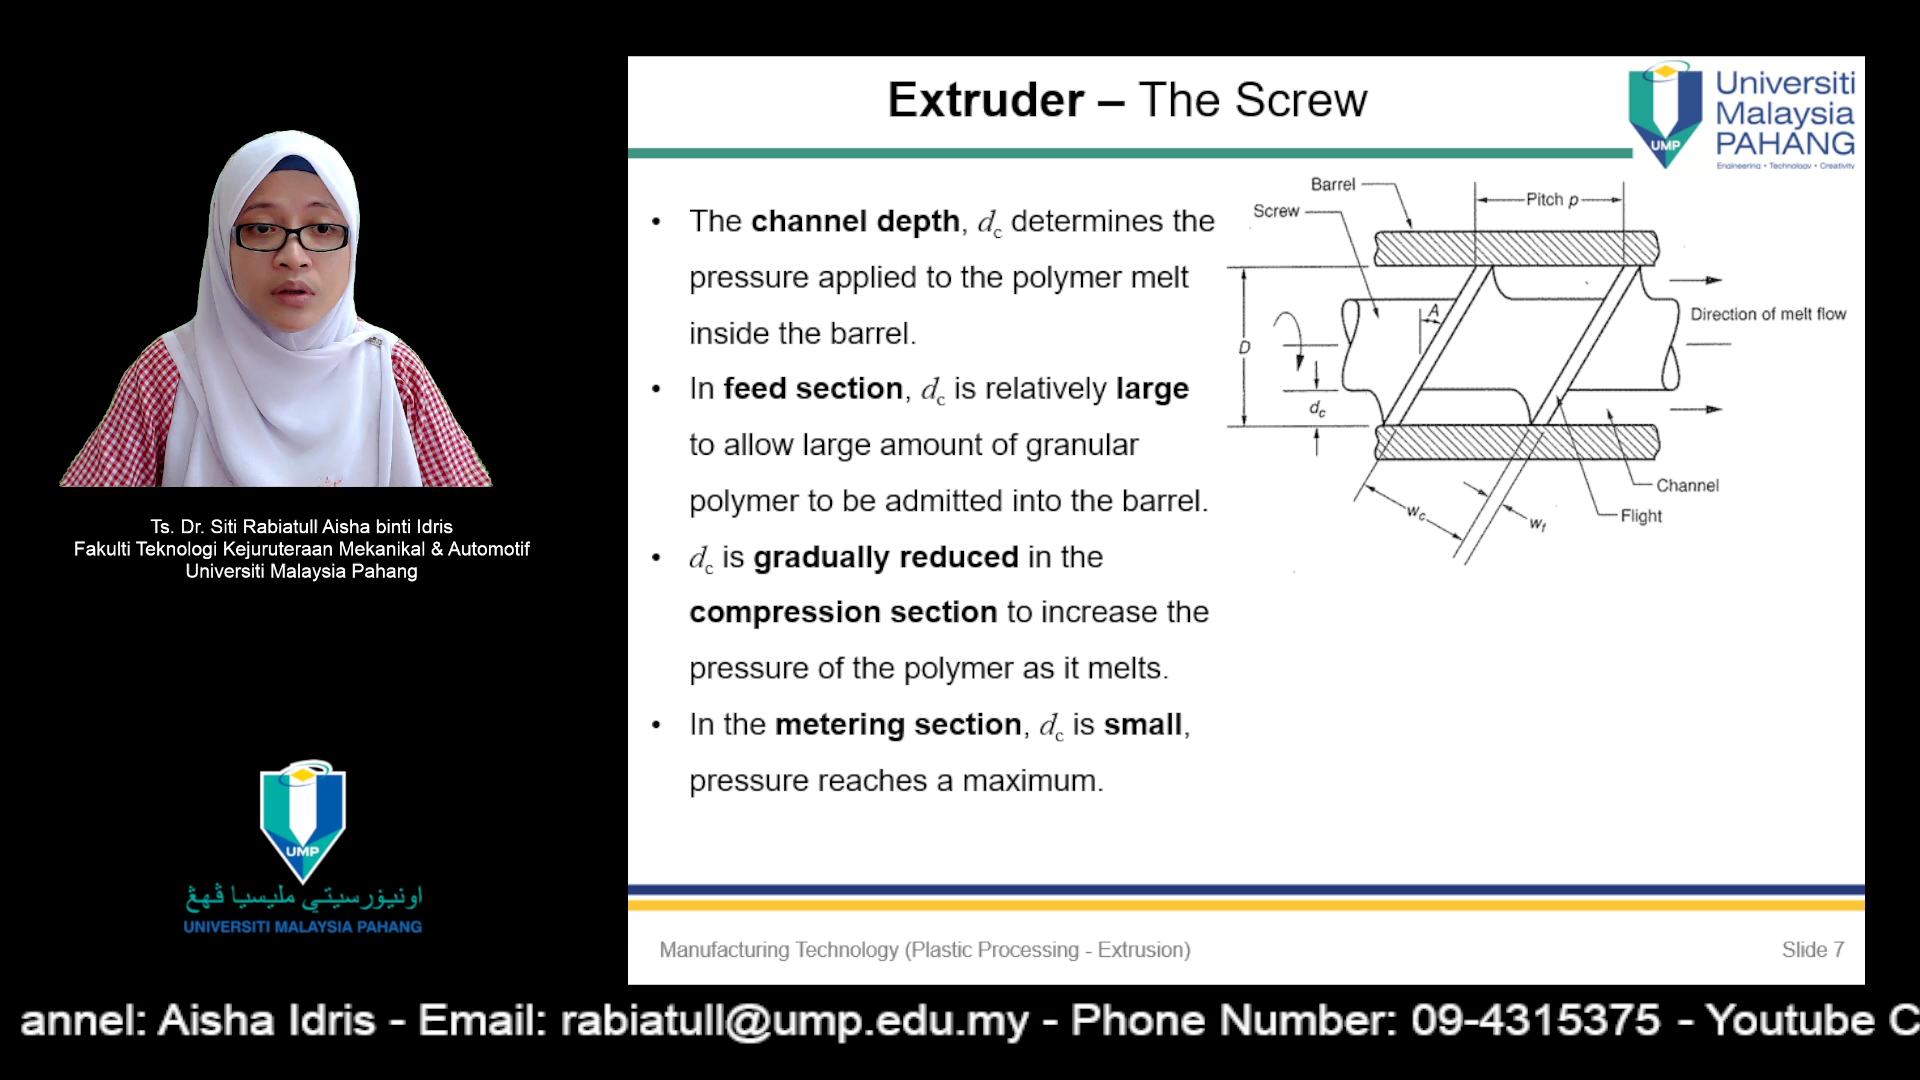 Extruder – The Screw
Universiti
Malaysia
PAHANG
Engineering • Technology • Creativity
UMP
• The channel depth, dc determines the
pressure applied to the polymer melt
inside the barrel.
• In feed section, dc is relatively large
to allow large amount of granular
polymer to be admitted into the barrel.
• dc is gradually reduced in the
compression section to increase the
pressure of the polymer as it melts.
• In the metering section, dc is small,
pressure reaches a maximum.
Barrel
Screw
Pitch p
A
D
dc
Direction of melt flow
Channel
Flight
wc
wf
Manufacturing Technology (Plastic Processing - Extrusion)
Slide 7
Ts. Dr. Siti Rabiatull Aisha binti Idris
Fakulti Teknologi Kejuruteraan Mekanikal & Automotif
Universiti Malaysia Pahang
UMP
اونيۏرسيتي مليسيا ڤهڠ
UNIVERSITI MALAYSIA PAHANG
annel: Aisha Idris - Email: rabiatull@ump.edu.my - Phone Number: 09-4315375 - Youtube C